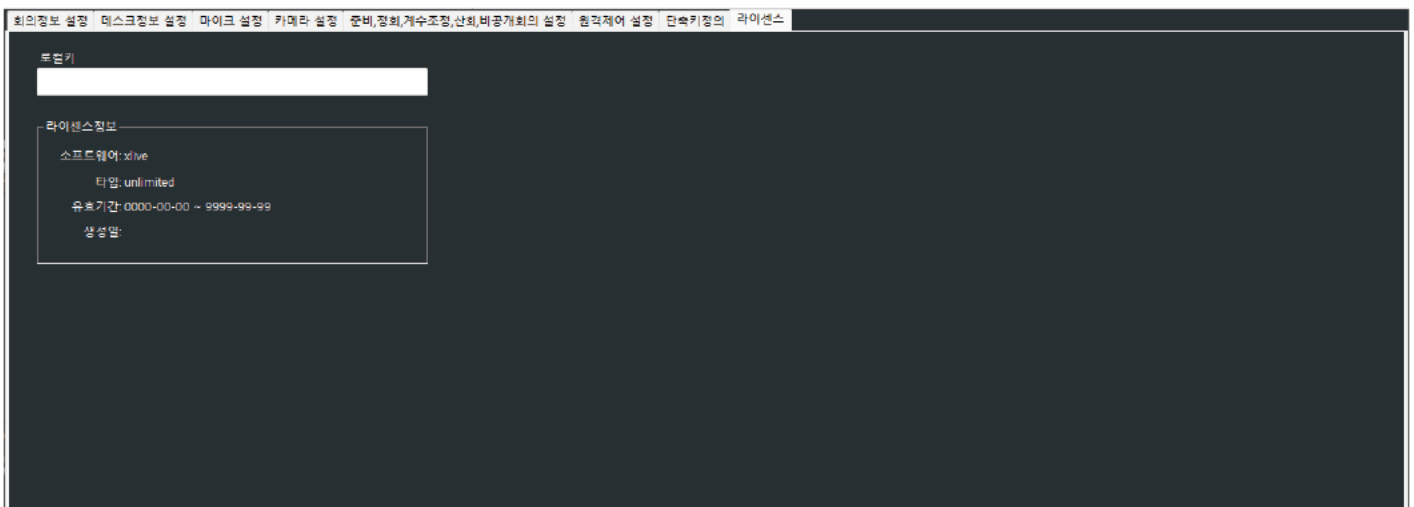 회의정보 설정 데스크정보 설정 마이크 설정 카메라 설정 준비,정회,계수조정,산회,비공개회의 설정 원격제어 설정 단축키정의 라이센스
로컬키
라이센스정보
소프트웨어: xlive
타입: unlimited
유효기간: 0000-00-00 ~ 9999-99-99
생성일: